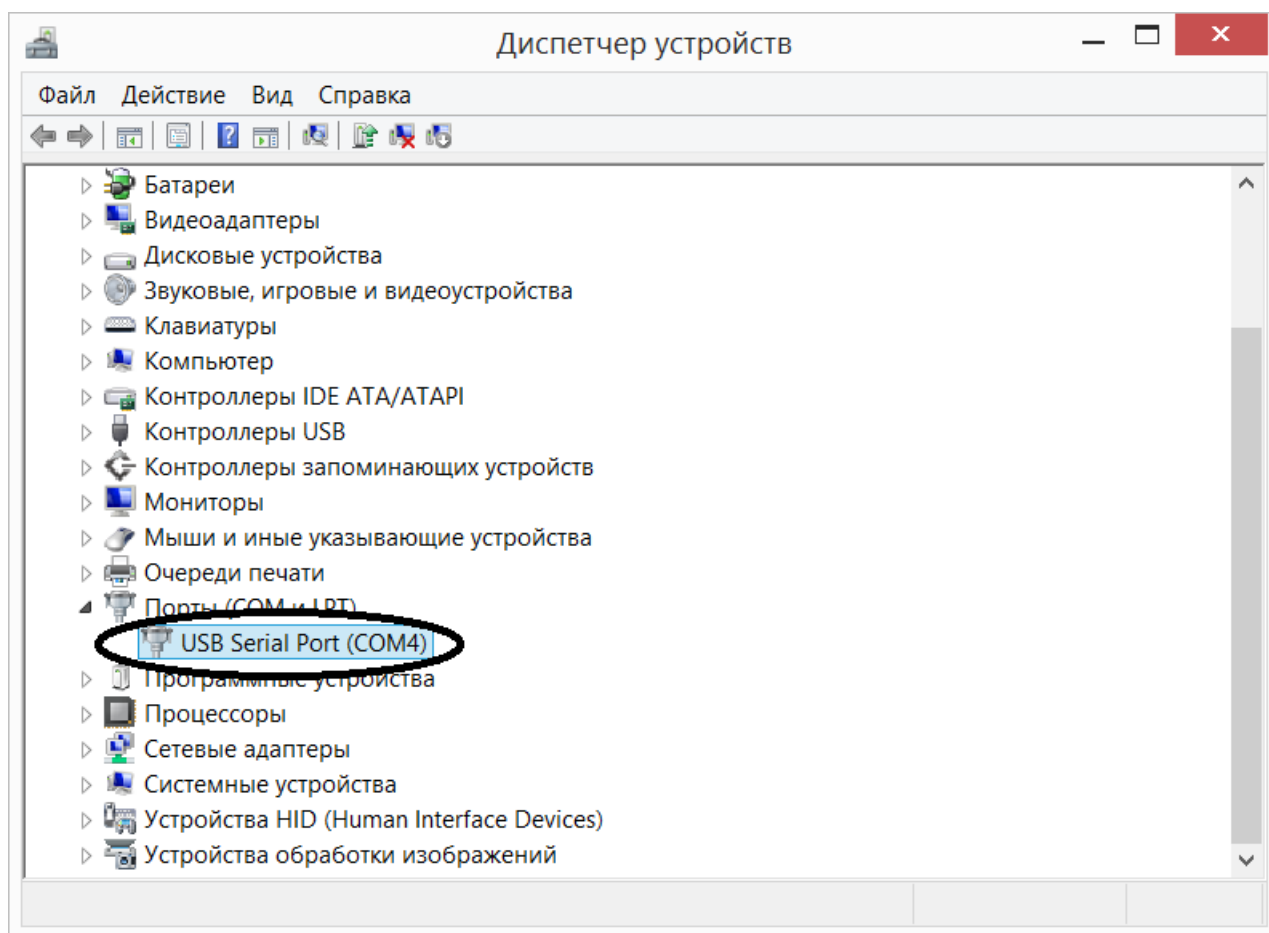 Диспетчер устройств
Файл Действие Вид Справка
Батареи
Видеоадаптеры
Дисковые устройства
Звуковые, игровые и видеоустройства
Клавиатуры
Компьютер
Контроллеры IDE ATA/ATAPI
Контроллеры USB
Контроллеры запоминающих устройств
Мониторы
Мыши и иные указывающие устройства
Очереди печати
Порты (COM и LPT)
USB Serial Port (COM4)
Программные устройства
Процессоры
Сетевые адаптеры
Системные устройства
Устройства HID (Human Interface Devices)
Устройства обработки изображений